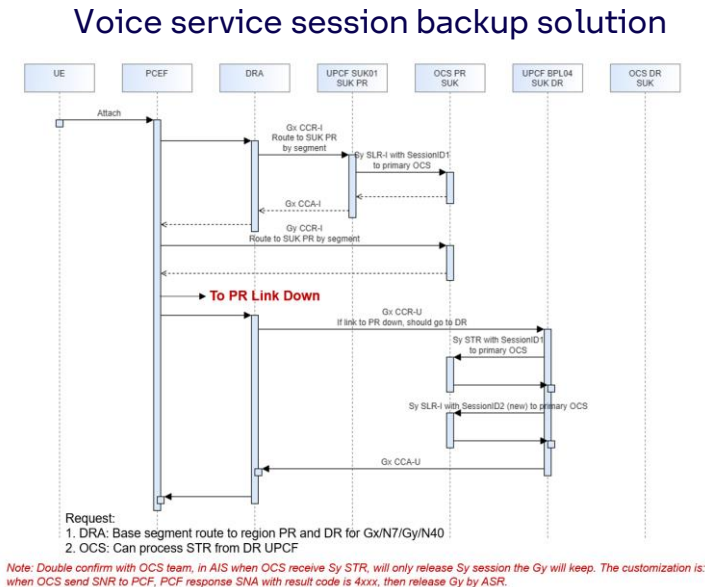 Voice service session backup solution
UE
PCEF
DRA
UPCF SUK01
SUK PR
OCS PR
SUK
UPCF BPL04
SUK DR
OCS DR
SUK
Attach
Gx CCR-I
Route to SUK PR
by segment
Sy SLR-I with SessionID1
to primary OCS
Gx CCA-I
Gy CCR-I
Route to SUK PR by segment
To PR Link Down
Gx CCR-U
If link to PR down, should go to DR
Sy STR with SessionID1
to primary OCS
Sy SLR-I with SessionID2 (new) to primary OCS
Gx CCA-U
Request:
1. DRA: Base segment route to region PR and DR for Gx/N7/Gy/N40
2. OCS: Can process STR from DR UPCF
Note: Double confirm with OCS team, in AIS when OCS receive Sy STR, will only release Sy session the Gy will keep. The customization is:
when OCS send SNR to PCF, PCF response SNA with result code is 4xxx, then release Gy by ASR.